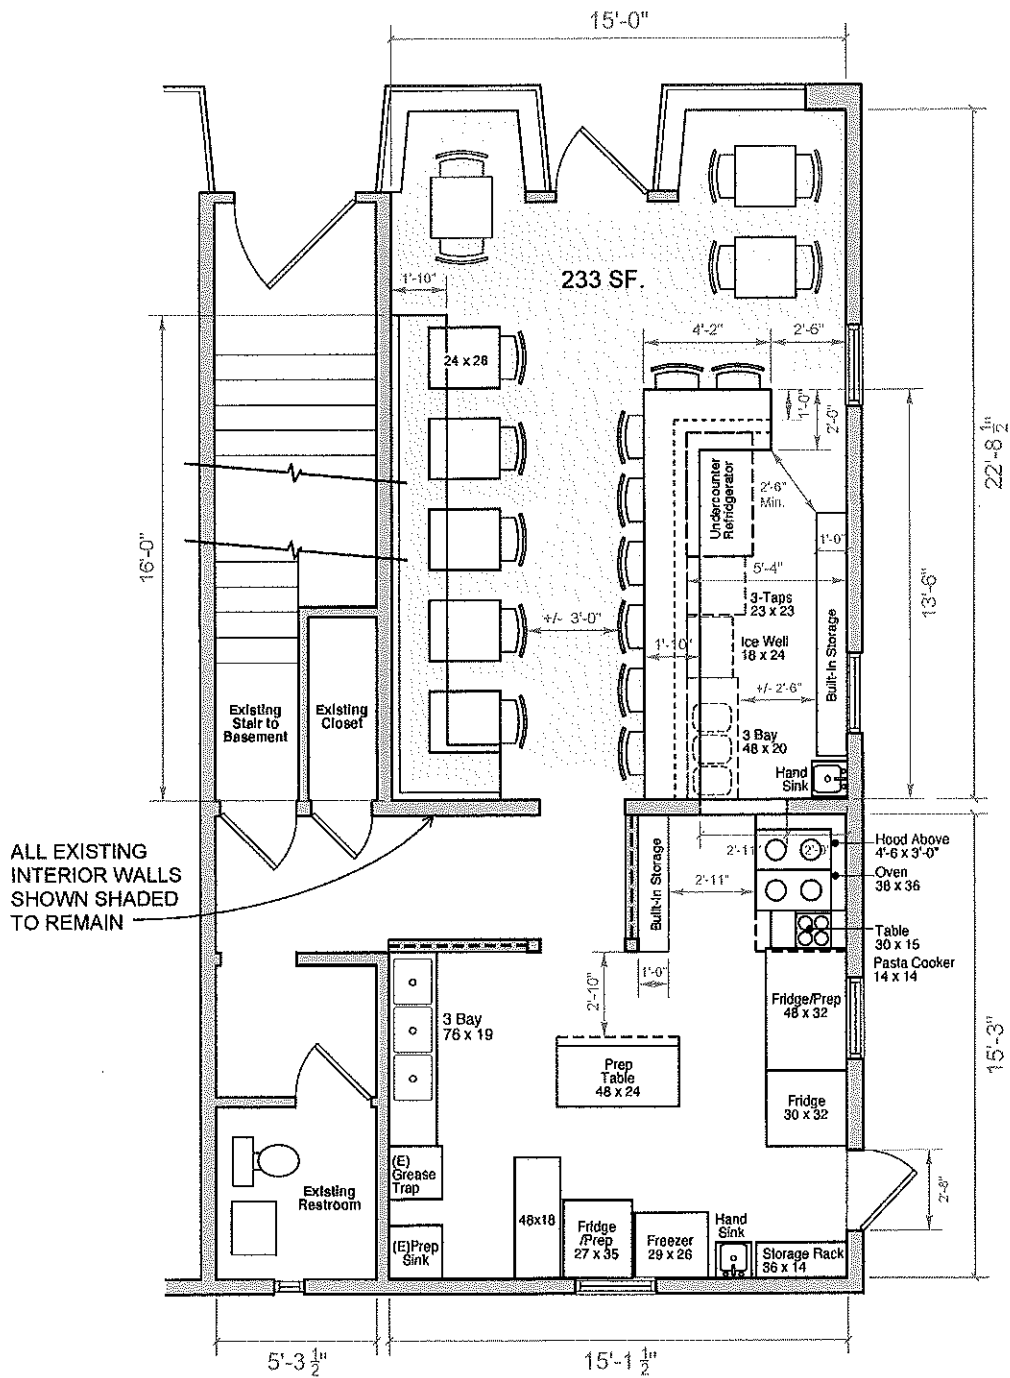 15'-0"
233 SF.
1'-10"
4'-2"
2'-6"
24 x 28
1'-0"
2'-0"
22'-8 1/2"
Undercounter
Refridgerator
2'-6"
Min.
1'-0"
16'-0"
5'-4"
13'-6"
3-Taps
23 x 23
+/- 3'-0"
Ice Well
18 x 24
1'-10"
Built-In Storage
+/- 2'-6"
Existing
Stair to
Basement
Existing
Closet
3 Bay
48 x 20
Hand
Sink
ALL EXISTING
INTERIOR WALLS
SHOWN SHADED
TO REMAIN
2'-11"
2'-0"
Hood Above
4'-6 x 3'-0"
Built-In Storage
2'-11"
Oven
38 x 36
Table
30 x 15
Pasta Cooker
14 x 14
1'-0"
2'-10"
Fridge/Prep
48 x 32
3 Bay
76 x 19
15'-3"
Prep
Table
48 x 24
Fridge
30 x 32
(E)
Grease
Trap
2'-8"
Existing
Restroom
48x18
Fridge
/Prep
27 x 35
Freezer
29 x 26
Hand
Sink
(E)Prep
Sink
Storage Rack
36 x 14
5'-3 1/2"
15'-1 1/2"